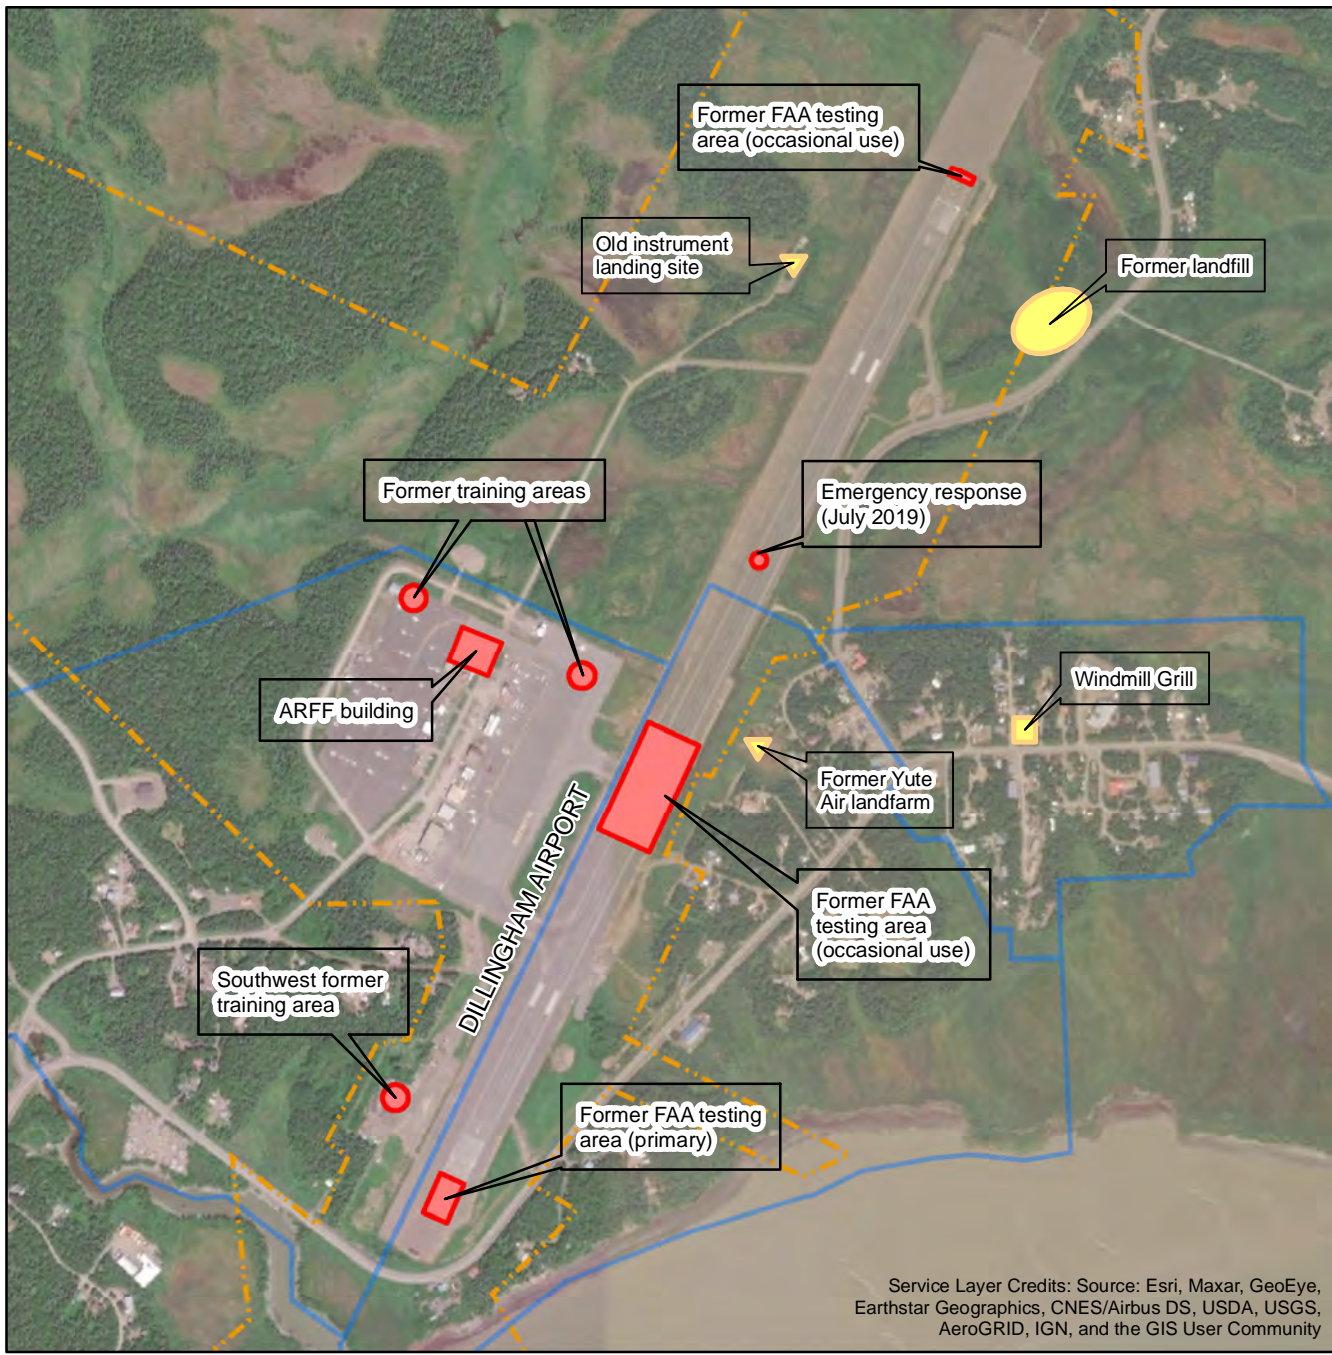 Former FAA testing
area (occasional use)
Old instrument
landing site
Former landfill
Former training areas
Emergency response
(July 2019)
ARFF building
Windmill Grill
Former Yute
Air landfarm
DILLINGHAM AIRPORT
Former FAA
testing area
(occasional use)
Southwest former
training area
Former FAA testing
area (primary)
Service Layer Credits: Source: Esri, Maxar, GeoEye,
Earthstar Geographics, CNES/Airbus DS, USDA, USGS,
AeroGRID, IGN, and the GIS User Community